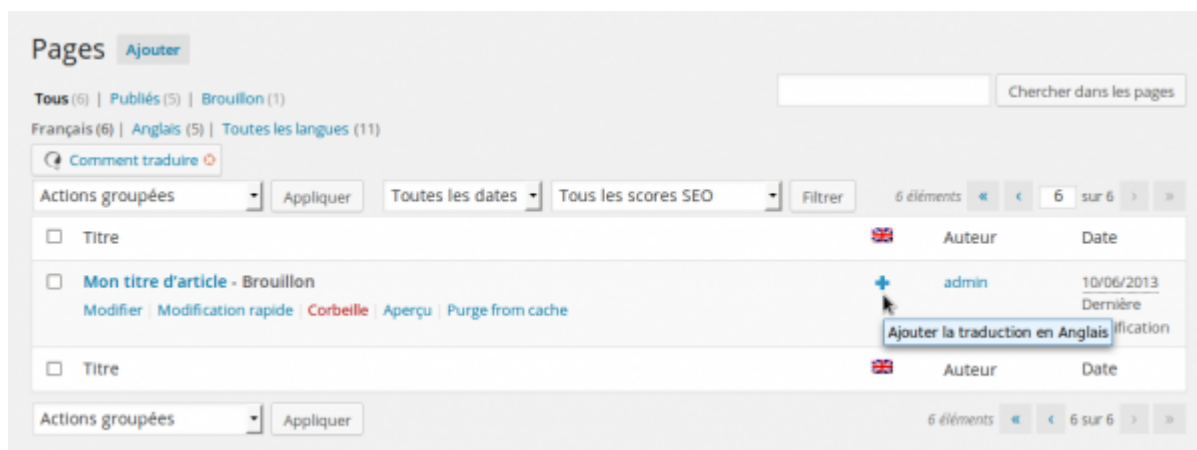 Pages Ajouter
Tous (6) | Publiés (5) | Brouillon (1)
Chercher dans les pages
Français (6) | Anglais (5) | Toutes les langues (11)
Comment traduire
Actions groupées Appliquer Toutes les dates Tous les scores SEO Filtrer 6 éléments « ‹ 6 sur 6 › »
Titre Auteur Date
Mon titre d'article - Brouillon admin 10/06/2013
Modifier | Modification rapide | Corbeille | Aperçu | Purge from cache Dernière
Ajouter la traduction en Anglais ification
Titre Auteur Date
Actions groupées Appliquer 6 éléments « ‹ 6 sur 6 › »